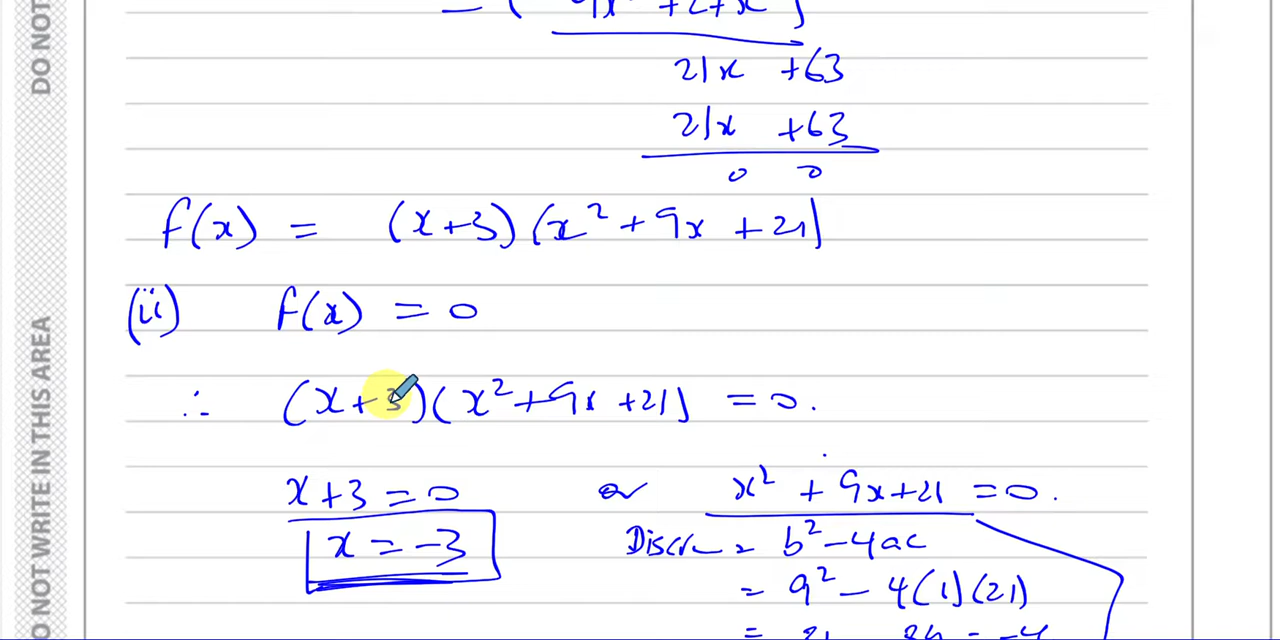 DO NOT
- ( 9x² + 27x )
21x + 63
21x + 63
0 0
f(x) = (x+3)(x² + 9x + 21)
(ii) f(x) = 0
∴ (x+3)(x² + 9x + 21) = 0.
x+3 = 0 or x² + 9x + 21 = 0.
x = -3 Discr = b² - 4ac
= 9² - 4(1)(21)
O NOT WRITE IN THIS AREA